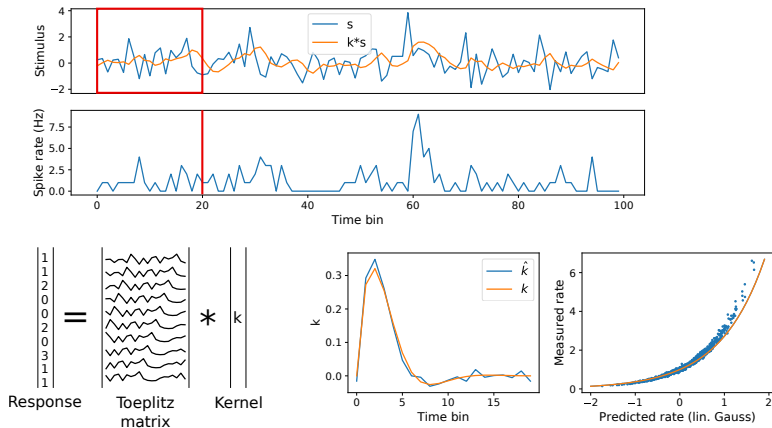 4
2
0
−2
Stimulus
s
k*s
7.5
5.0
2.5
0.0
Spike rate (Hz)
0
20
40
60
80
100
Time bin
1
1
2
0
0
2
0
3
1
1
=
*
k
Response
Toeplitz
matrix
Kernel
0.3
0.2
0.1
0.0
k
k̂
k
0
5
10
15
Time bin
6
4
2
0
Measured rate
−2
−1
0
1
2
Predicted rate (lin. Gauss)